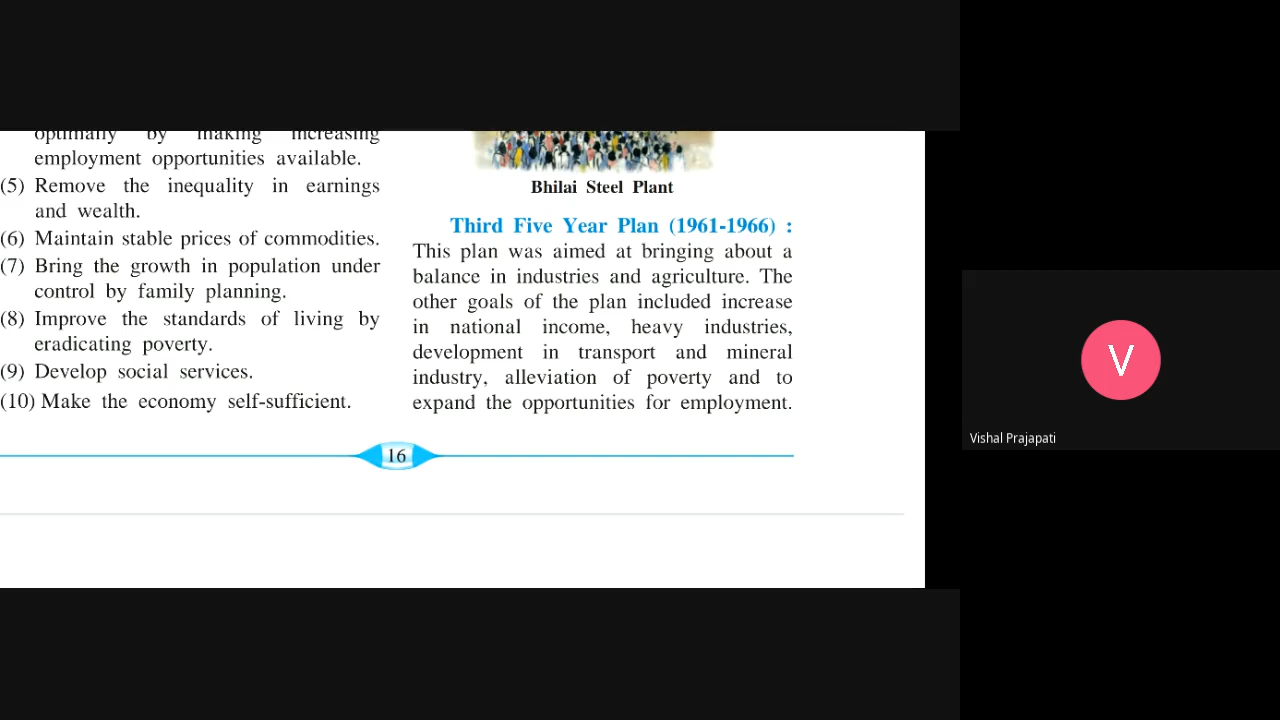 optimally by making increasing
employment opportunities available.
(5) Remove the inequality in earnings
and wealth.
(6) Maintain stable prices of commodities.
(7) Bring the growth in population under
control by family planning.
(8) Improve the standards of living by
eradicating poverty.
(9) Develop social services.
(10) Make the economy self-sufficient.
Bhilai Steel Plant
Third Five Year Plan (1961-1966) :
This plan was aimed at bringing about a
balance in industries and agriculture. The
other goals of the plan included increase
in national income, heavy industries,
development in transport and mineral
industry, alleviation of poverty and to
expand the opportunities for employment.
16
V
Vishal Prajapati